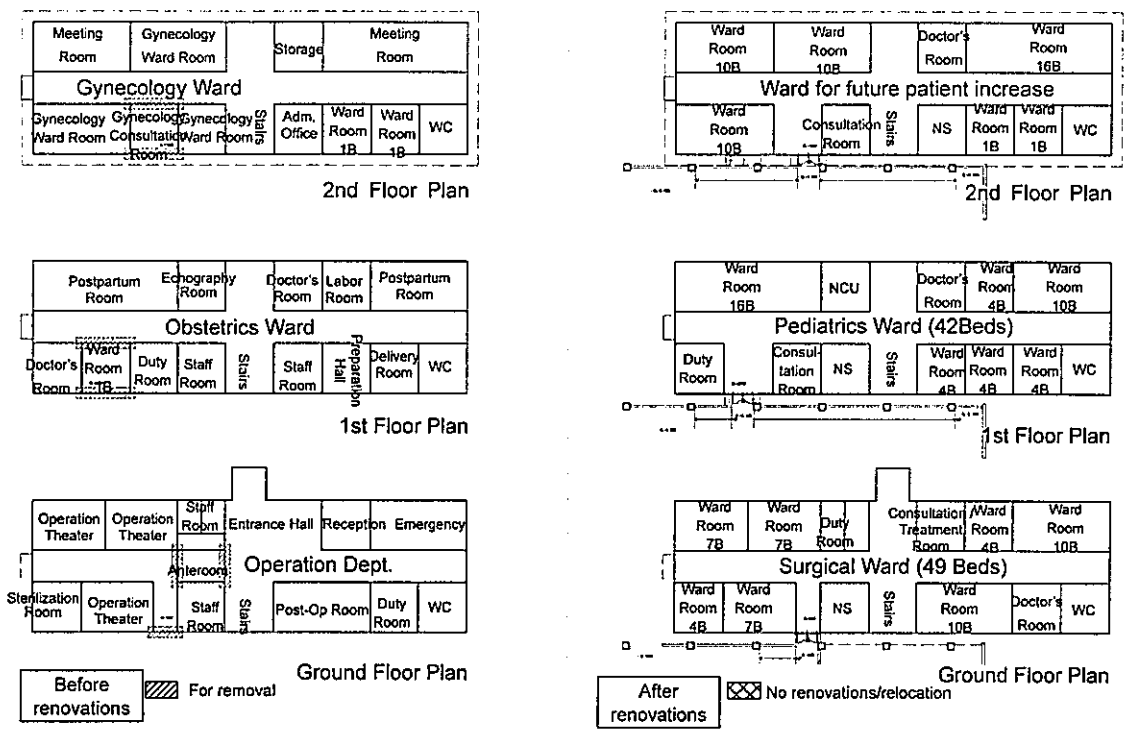 Meeting
Room
Gynecology
Ward Room
Storage
Meeting
Room
Gynecology Ward
Gynecology
Ward Room
Gynecology
Consultation
Room
Gynecology
Ward Room
Stairs
Adm,
Office
Ward
Room
1B
Ward
Room
1B
WC
2nd Floor Plan
Postpartum
Room
Echography
Room
Doctor's
Room
Labor
Room
Postpartum
Room
Obstetrics Ward
Doctor's
Room
Ward
Room
1B
Duty
Room
Staff
Room
Stairs
Staff
Room
Preparation
Hall
Delivery
Room
WC
1st Floor Plan
Operation
Theater
Operation
Theater
Staff
Room
Entrance Hall
Reception
Emergency
Anteroom
Operation Dept.
Sterilization
Room
Operation
Theater
Staff
Room
Stairs
Post-Op Room
Duty
Room
WC
Ground Floor Plan
Before
renovations
For removal
Ward
Room
10B
Ward
Room
10B
Doctor's
Room
Ward
Room
16B
Ward for future patient increase
Ward
Room
10B
Consultation
Room
Stairs
NS
Ward
Room
1B
Ward
Room
1B
WC
2nd Floor Plan
Ward
Room
16B
NCU
Doctor's
Room
Ward
Room
4B
Ward
Room
10B
Pediatrics Ward (42Beds)
Duty
Room
Consul-
tation
Room
NS
Stairs
Ward
Room
4B
Ward
Room
4B
Ward
Room
4B
WC
1st Floor Plan
Ward
Room
7B
Ward
Room
7B
Duty
Room
Consultation
Treatment
Room
/Ward
Room
4B
Ward
Room
10B
Surgical Ward (49 Beds)
Ward
Room
4B
Ward
Room
7B
NS
Stairs
Ward
Room
10B
Doctor's
Room
WC
Ground Floor Plan
After
renovations
No renovations/relocation